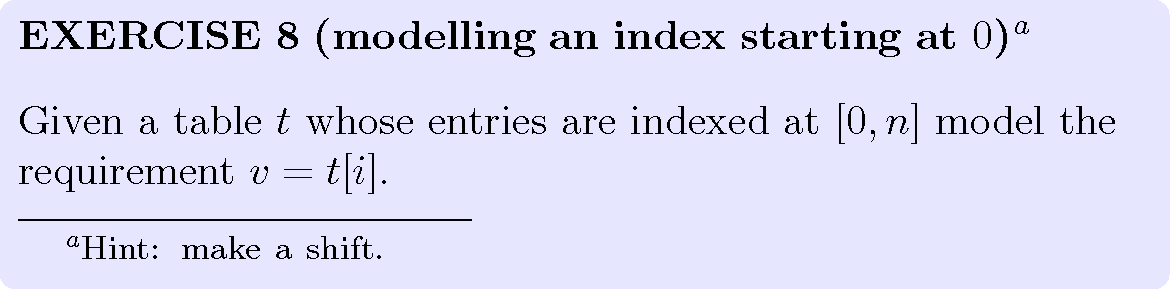 EXERCISE 8 (modelling an index starting at 0)ᵃ
Given a table t whose entries are indexed at [0, n] model the
requirement v = t[i].
ᵃHint: make a shift.